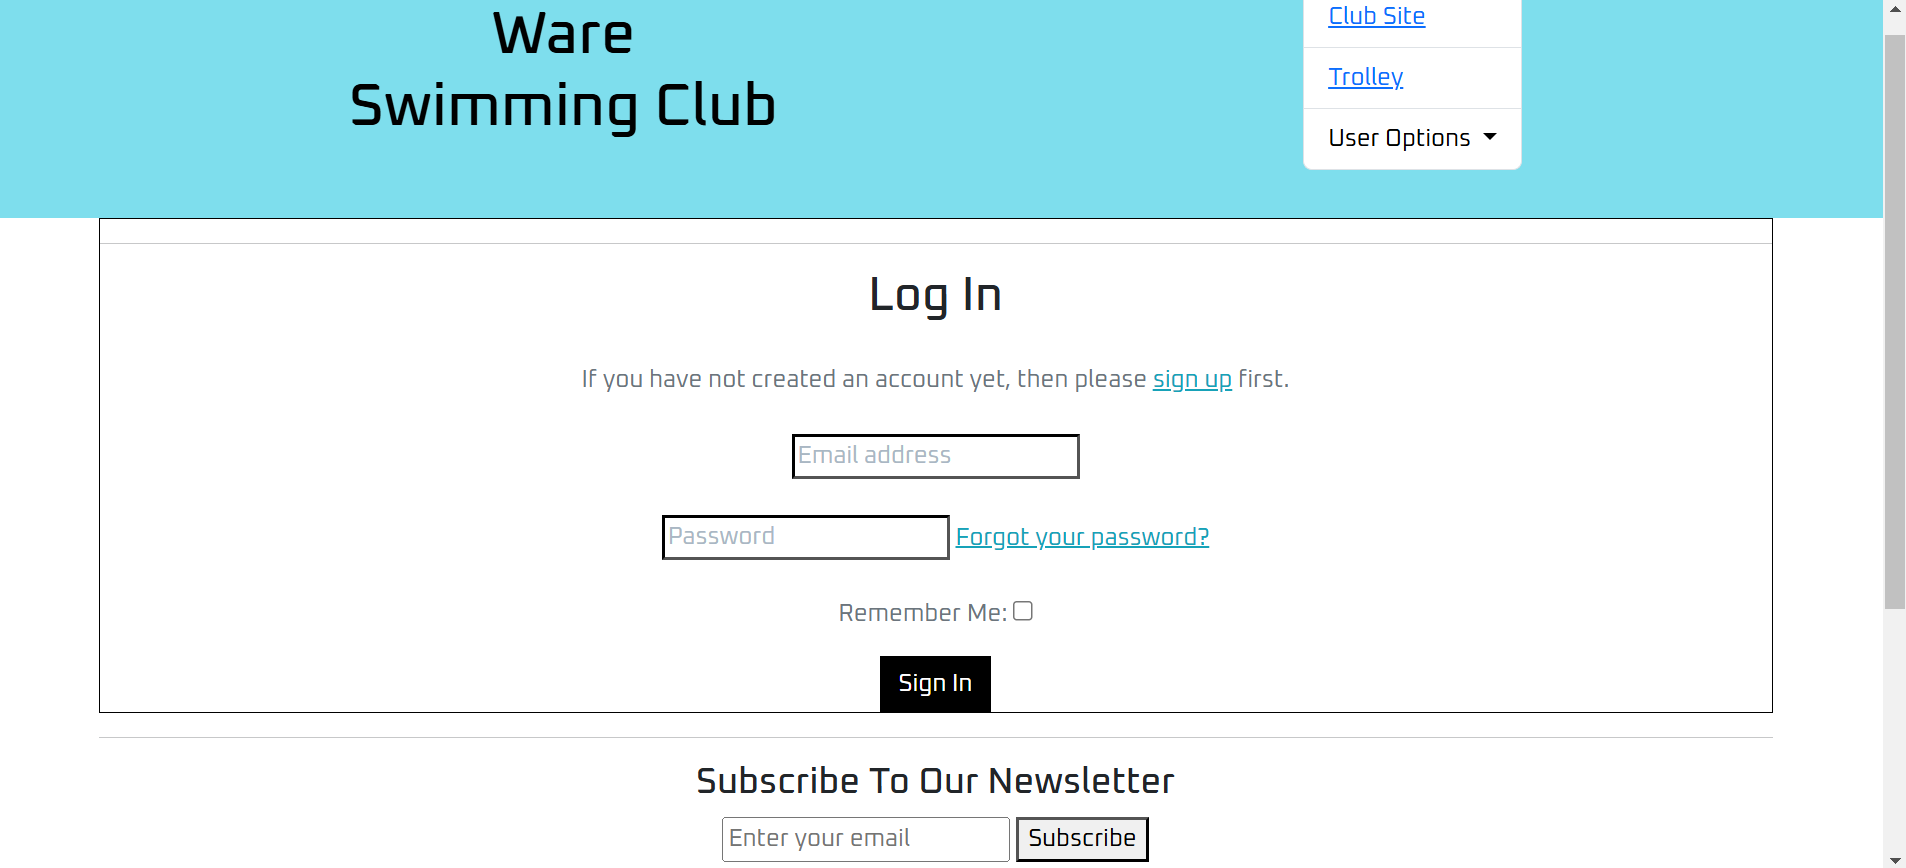 Ware
Swimming Club
Club Site
Trolley
User Options
Log In
If you have not created an account yet, then please sign up first.
Email address
Password Forgot your password?
Remember Me:
Sign In
Subscribe To Our Newsletter
Enter your email Subscribe